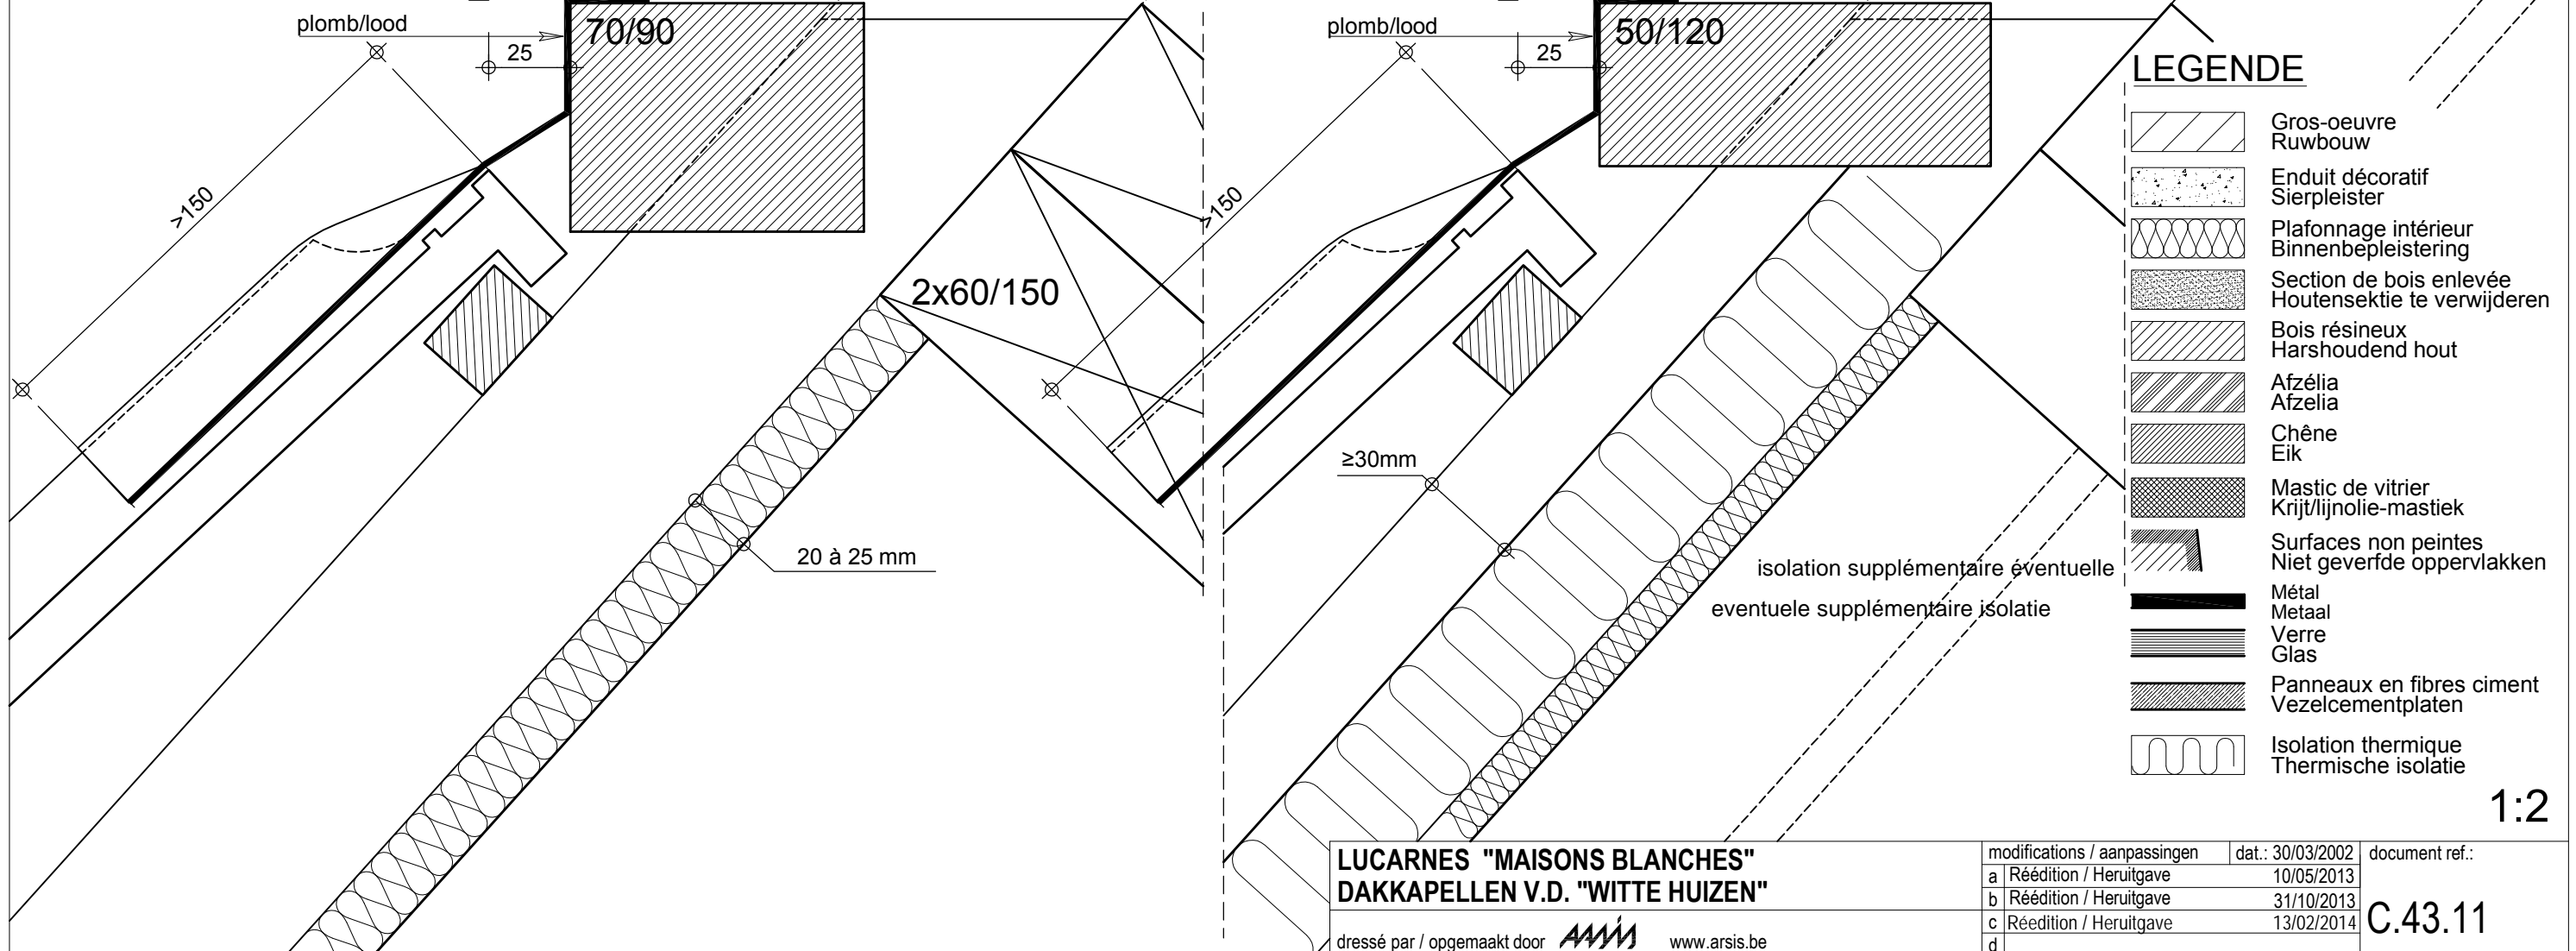 plomb/lood
70/90
25
>150
2x60/150
20 à 25 mm
plomb/lood
50/120
25
>150
≥30mm
isolation supplémentaire éventuelle
eventuele supplémentaire isolatie
LEGENDE
Gros-oeuvre
Ruwbouw
Enduit décoratif
Sierpleister
Plafonnage intérieur
Binnenbepleistering
Section de bois enlevée
Houtensektie te verwijderen
Bois résineux
Harshoudend hout
Afzélia
Afzelia
Chêne
Eik
Mastic de vitrier
Krijt/lijnolie-mastiek
Surfaces non peintes
Niet geverfde oppervlakken
Métal
Metaal
Verre
Glas
Panneaux en fibres ciment
Vezelcementplaten
Isolation thermique
Thermische isolatie
1:2
LUCARNES "MAISONS BLANCHES"
DAKKAPELLEN V.D. "WITTE HUIZEN"
dressé par / opgemaakt door
www.arsis.be
modifications / aanpassingen dat.: 30/03/2002
a Réédition / Heruitgave 10/05/2013
b Réédition / Heruitgave 31/10/2013
c Réedition / Heruitgave 13/02/2014
d
document ref.:
C.43.11